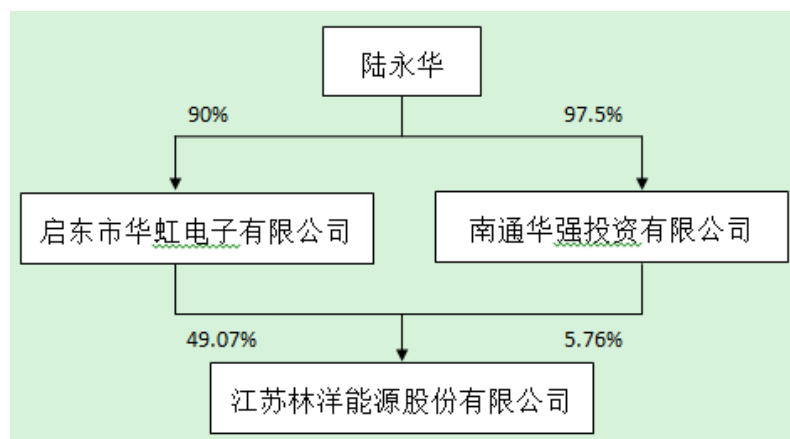 陆永华
90%
97.5%
启东市华虹电子有限公司
南通华强投资有限公司
49.07%
5.76%
江苏林洋能源股份有限公司